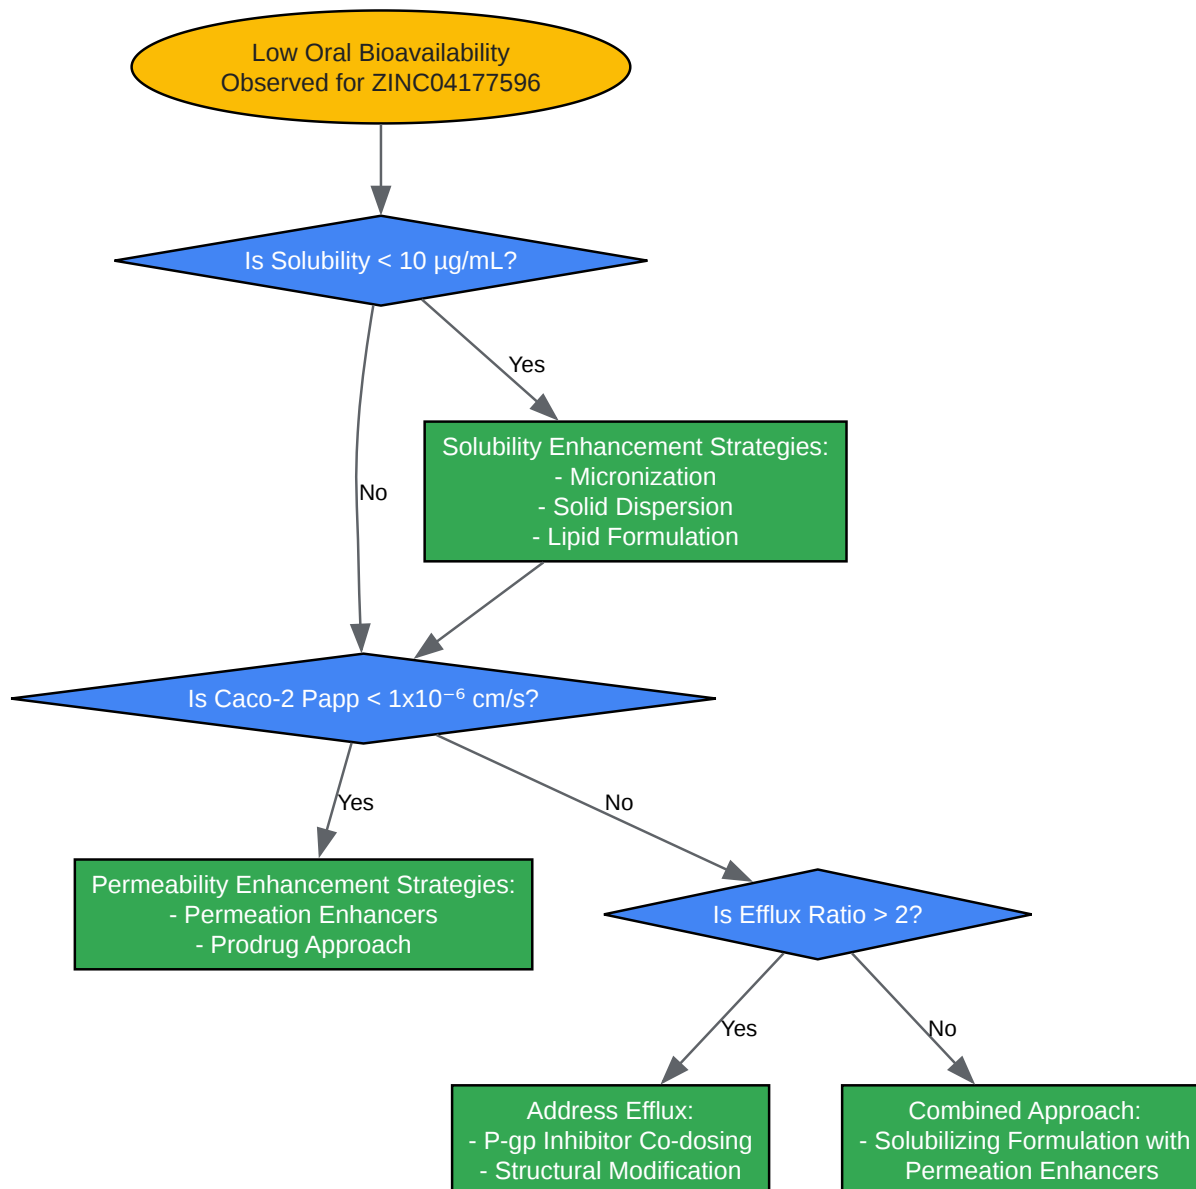 Low Oral Bioavailability
Observed for ZINC04177596
Is Solubility < 10 µg/mL?
Yes
Solubility Enhancement Strategies:
- Micronization
- Solid Dispersion
- Lipid Formulation
No
Is Caco-2 Papp < 1x10⁻⁶ cm/s?
Yes
No
Permeability Enhancement Strategies:
- Permeation Enhancers
- Prodrug Approach
Is Efflux Ratio > 2?
Yes
No
Address Efflux:
- P-gp Inhibitor Co-dosing
- Structural Modification
Combined Approach:
- Solubilizing Formulation with
Permeation Enhancers